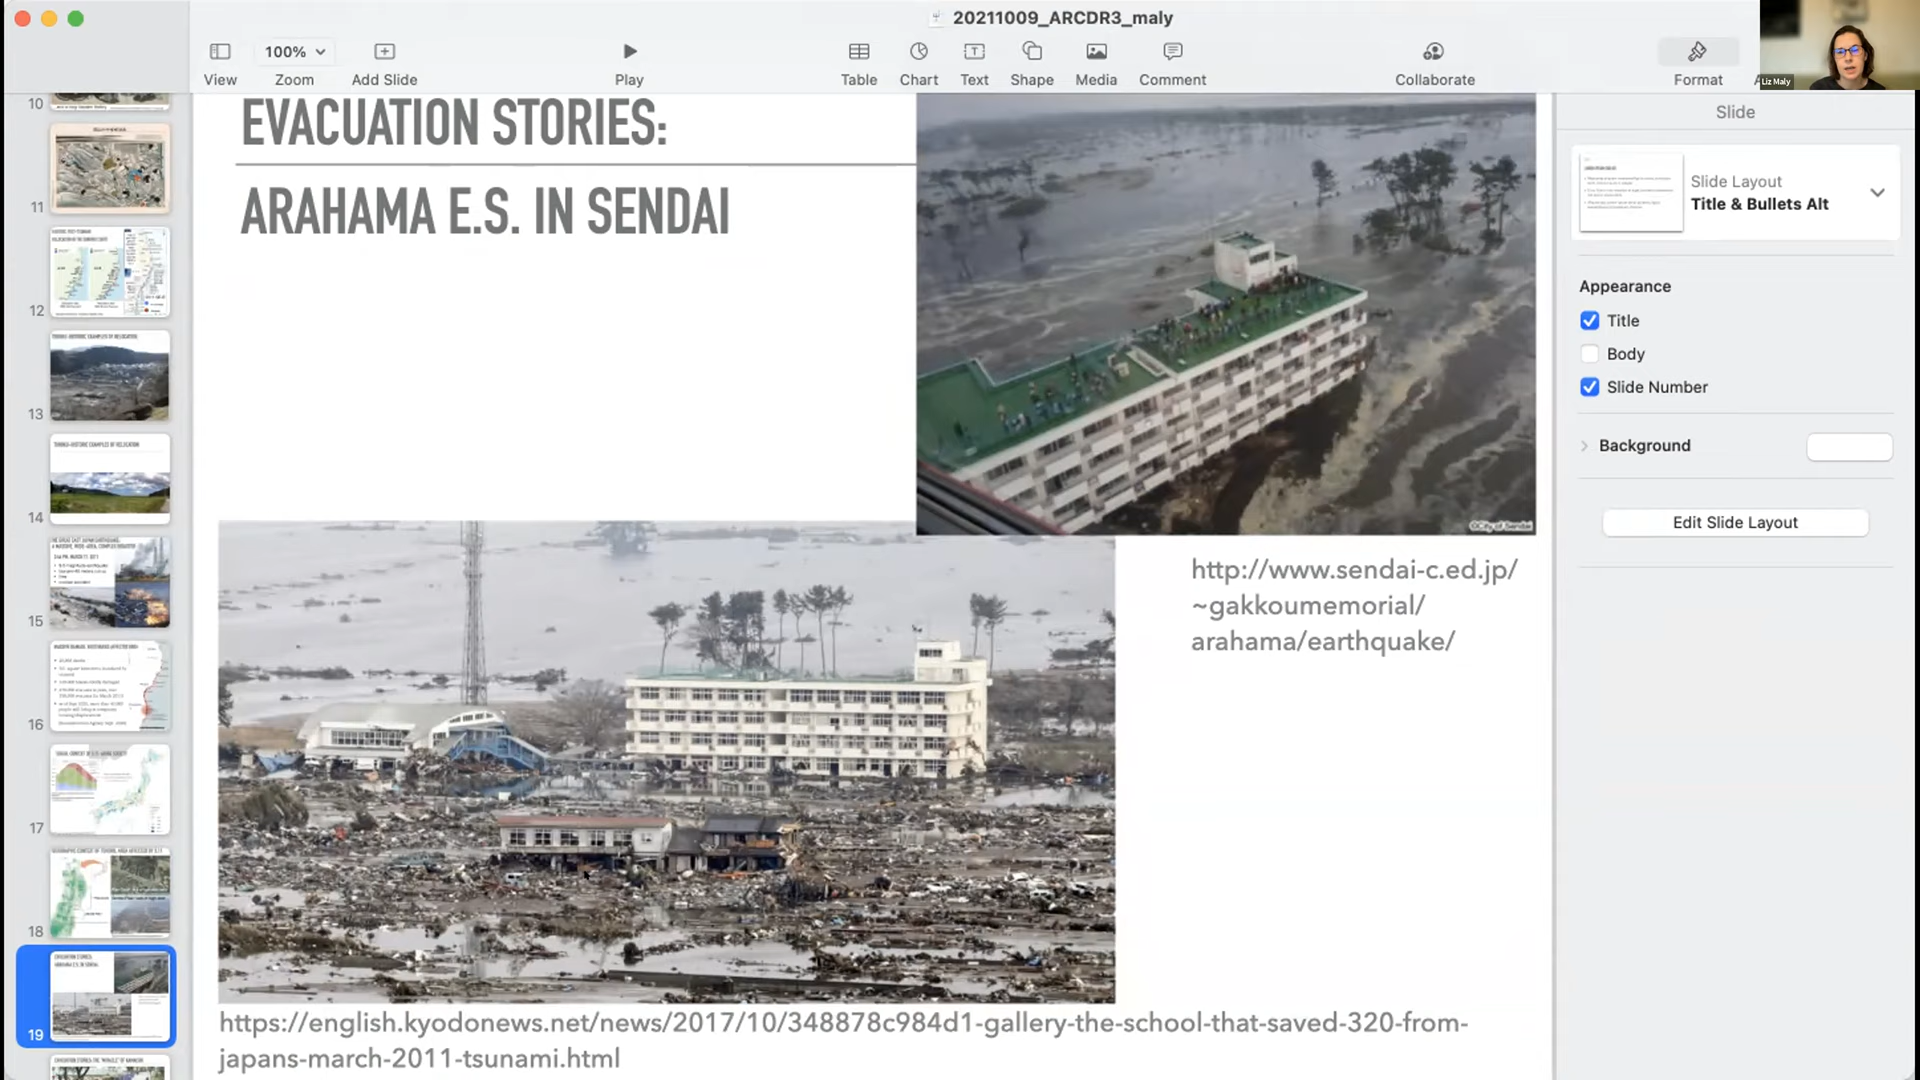 20211009_ARCDR3_maly
100%
View
Zoom
Add Slide
Play
Table
Chart
Text
Shape
Media
Comment
Collaborate
Format
Liz Maly
10
11
12
13
14
15
16
17
18
19
EVACUATION STORIES:
ARAHAMA E.S. IN SENDAI
©City of Sendai
http://www.sendai-c.ed.jp/
~gakkoumemorial/
arahama/earthquake/
https://english.kyodonews.net/news/2017/10/348878c984d1-gallery-the-school-that-saved-320-from-
japans-march-2011-tsunami.html
Slide
Slide Layout
Title & Bullets Alt
Appearance
Title
Body
Slide Number
Background
Edit Slide Layout